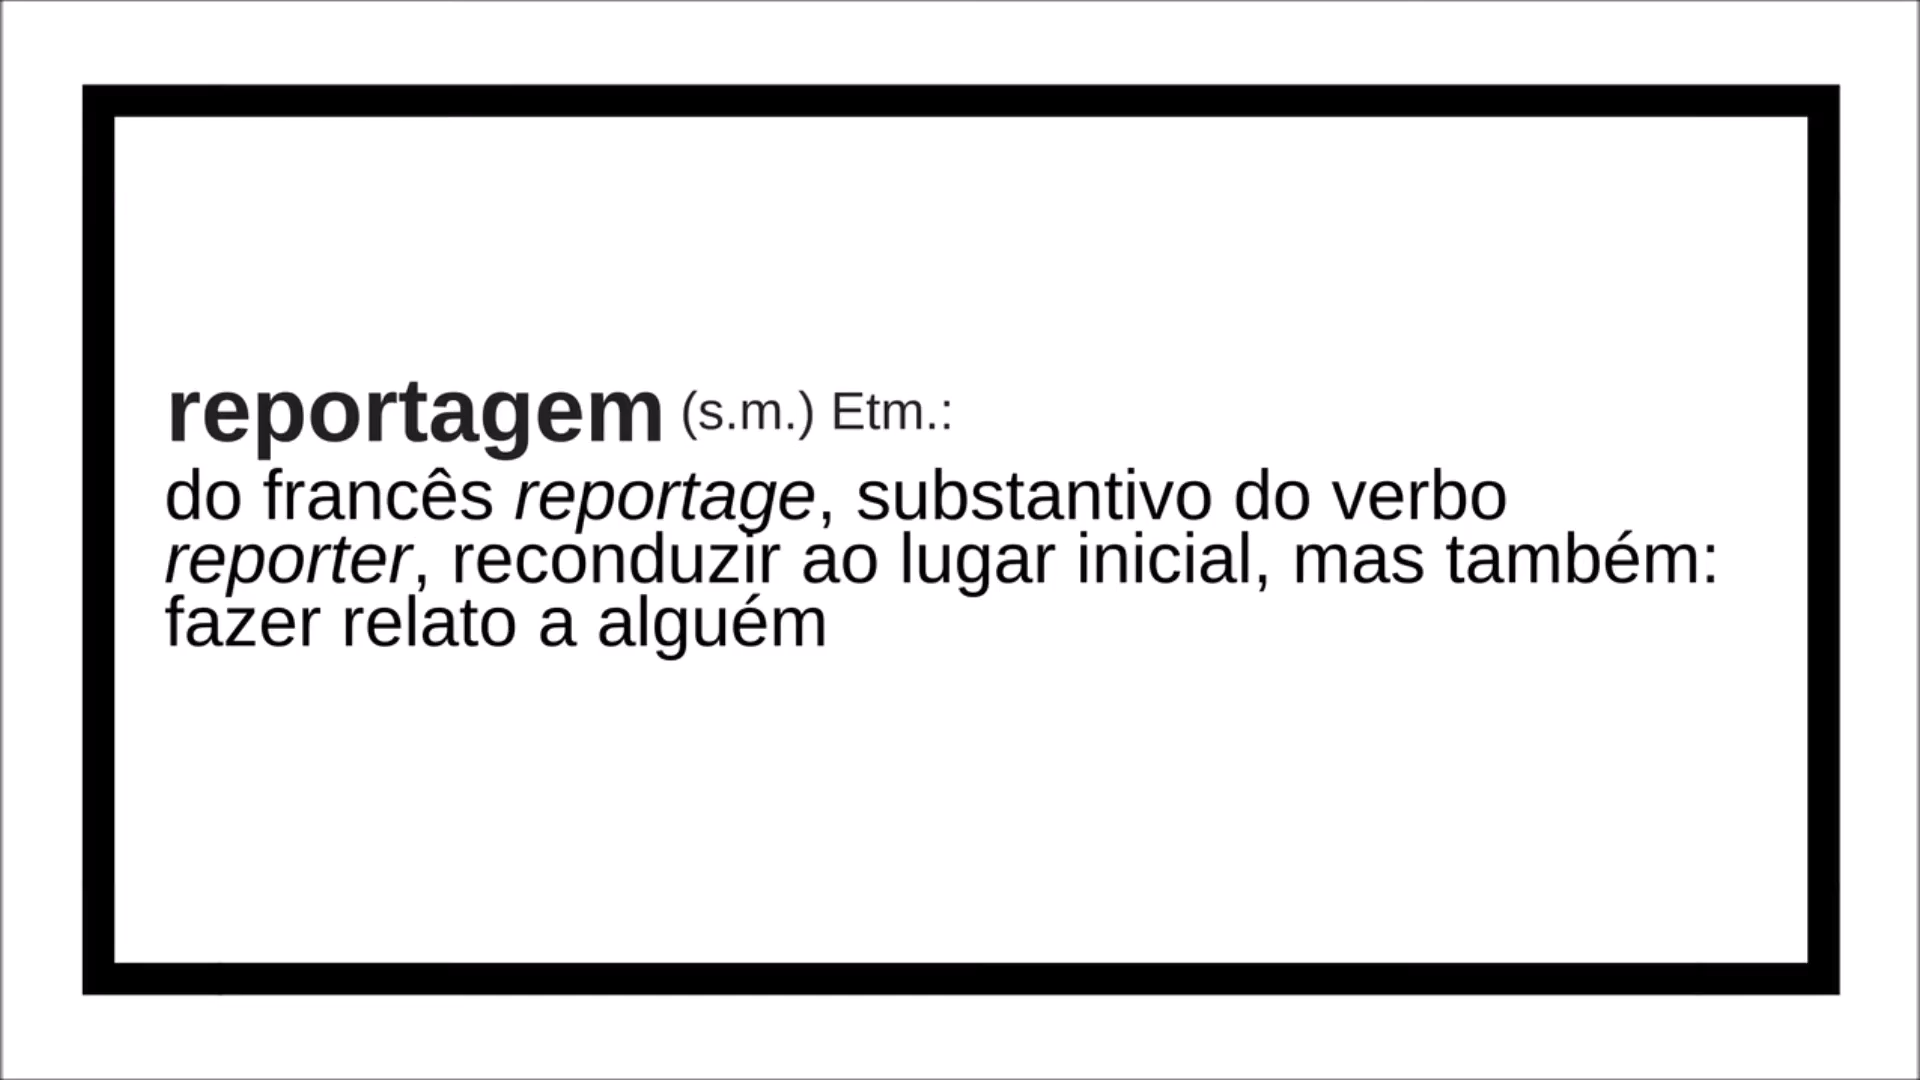 reportagem (s.m.) Etm.:
do francês reportage, substantivo do verbo
reporter, reconduzir ao lugar inicial, mas também:
fazer relato a alguém